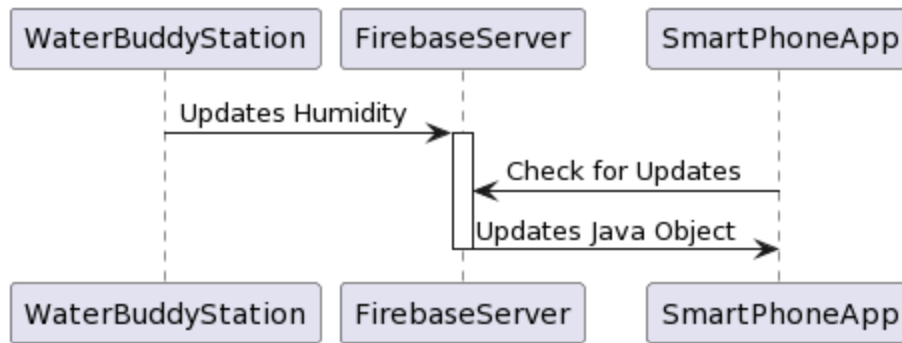 WaterBuddyStation
FirebaseServer
SmartPhoneApp
Updates Humidity
Check for Updates
Updates Java Object
WaterBuddyStation
FirebaseServer
SmartPhoneApp